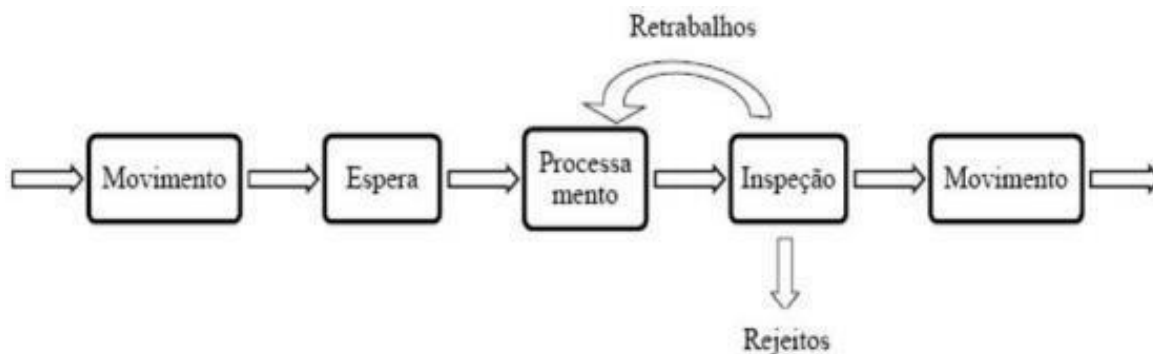 Retrabalhos
Movimento
Espera
Processa
mento
Inspeção
Movimento
Rejeitos